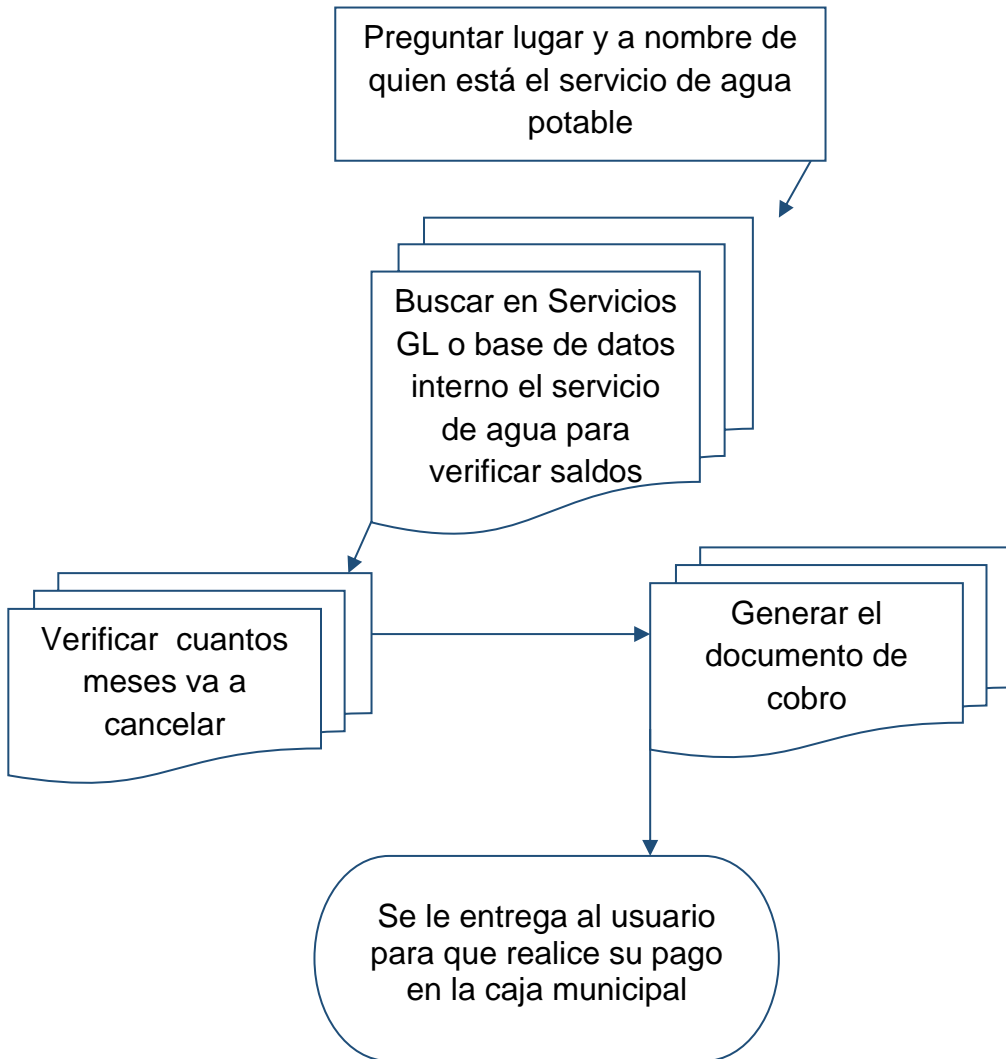 Preguntar lugar y a nombre de
quien está el servicio de agua
potable
Buscar en Servicios
GL o base de datos
interno el servicio
de agua para
verificar saldos
Verificar  cuantos
meses va a
cancelar
Generar el
documento de
cobro
Se le entrega al usuario
para que realice su pago
en la caja municipal